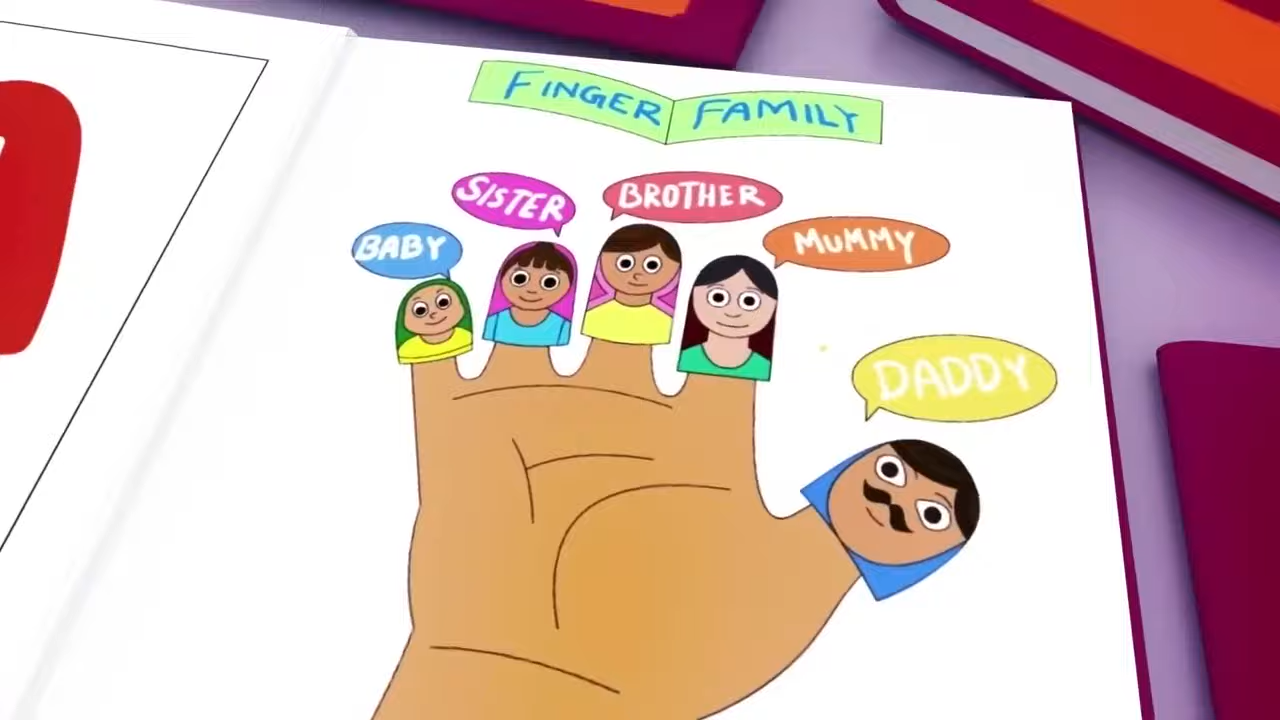 FINGER FAMILY
SISTER
BROTHER
BABY
MUMMY
DADDY